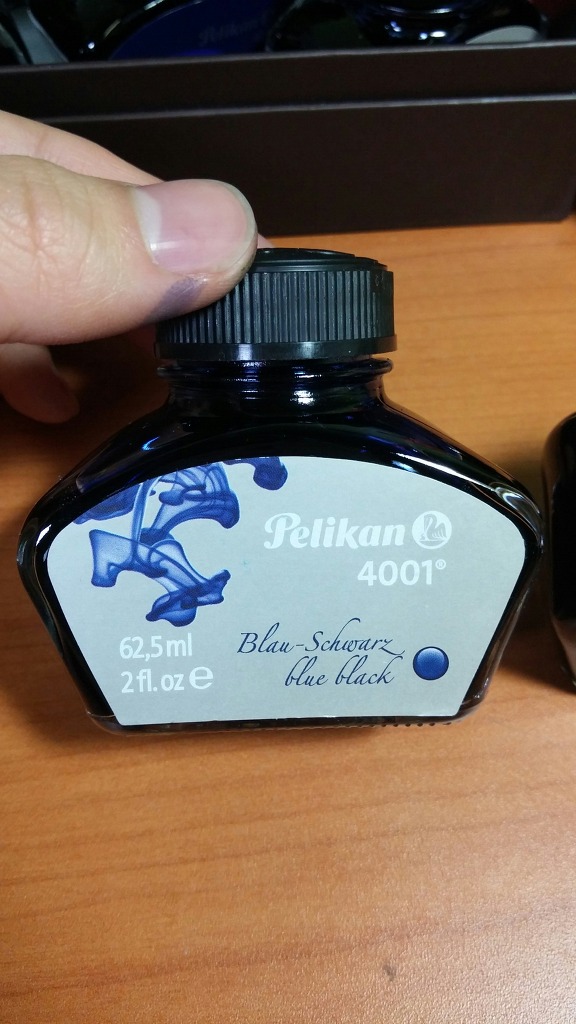 Pelikan
4001®
62,5 ml
2 fl. oz ℮
Blau-Schwarz
blue black